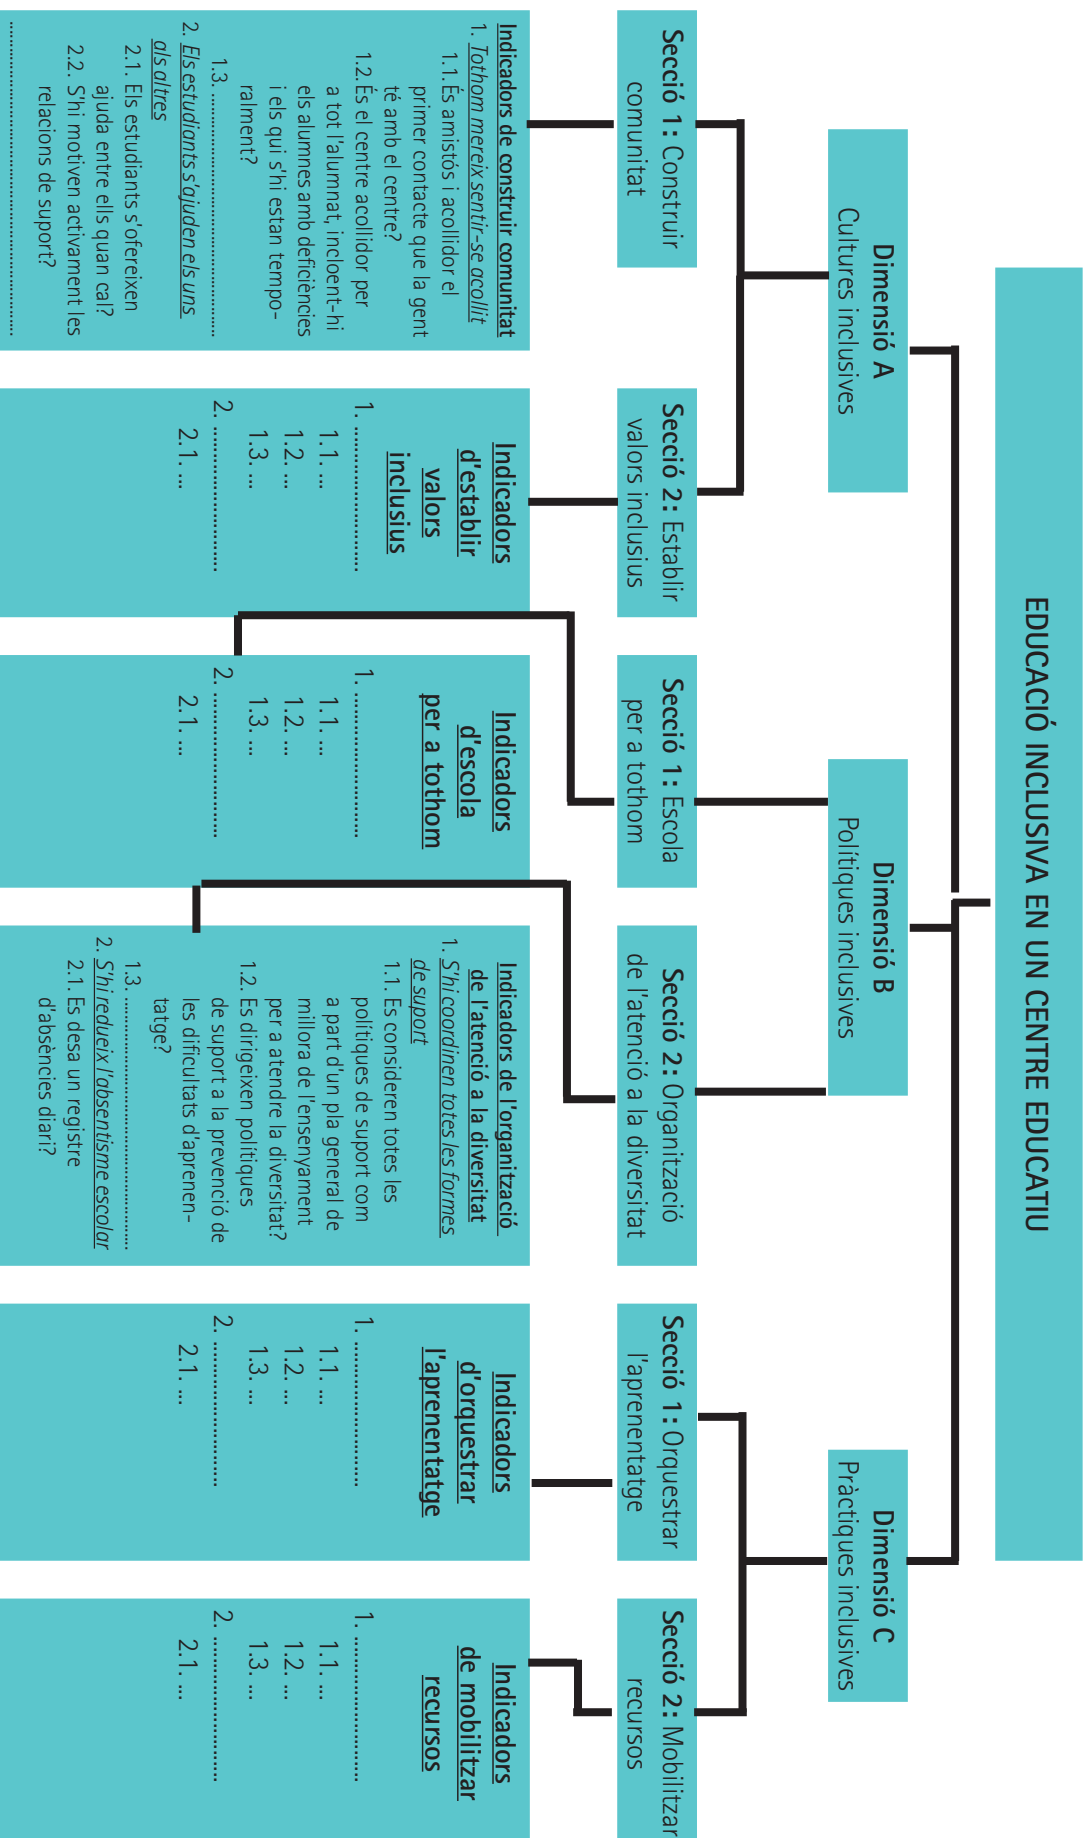 EDUCACIÓ INCLUSIVA EN UN CENTRE EDUCATIU
Dimensió A
Cultures inclusives
Dimensió B
Polítiques inclusives
Dimensió C
Pràctiques inclusives
Secció 1: Construir
comunitat
Secció 2: Establir
valors inclusius
Secció 1: Escola
per a tothom
Secció 2: Organització
de l'atenció a la diversitat
Secció 1: Orquestrar
l'aprenentatge
Secció 2: Mobilitzar
recursos
Indicadors de construir comunitat
1. Tothom mereix sentir-se acollit
1.1. És amistós i acollidor el
primer contacte que la gent
té amb el centre?
1.2. És el centre acollidor per
a tot l'alumnat, incloent-hi
els alumnes amb deficiències
i els qui s'hi estan tempo-
ralment?
1.3. ................................................
2. Els estudiants s'ajuden els uns
als altres
2.1. Els estudiants s'ofereixen
ajuda entre ells quan cal?
2.2. S'hi motiven activament les
relacions de suport?
................................................................
Indicadors
d'establir
valors
inclusius
1. ................................
1.1. ...
1.2. ...
1.3. ...
2. ................................
2.1. ...
Indicadors
d'escola
per a tothom
1. ................................
1.1. ...
1.2. ...
1.3. ...
2. ................................
2.1. ...
Indicadors de l'organització
de l'atenció a la diversitat
1. S'hi coordinen totes les formes
de suport
1.1. Es consideren totes les
polítiques de suport com
a part d'un pla general de
millora de l'ensenyament
per a atendre la diversitat?
1.2. Es dirigeixen polítiques
de suport a la prevenció de
les dificultats d'aprenen-
tatge?
1.3. ................................................
2. S'hi redueix l'absentisme escolar
2.1. Es desa un registre
d'absències diari?
Indicadors
d'orquestrar
l'aprenentatge
1. ................................
1.1. ...
1.2. ...
1.3. ...
2. ................................
2.1. ...
Indicadors
de mobilitzar
recursos
1. ................................
1.1. ...
1.2. ...
1.3. ...
2. ................................
2.1. ...